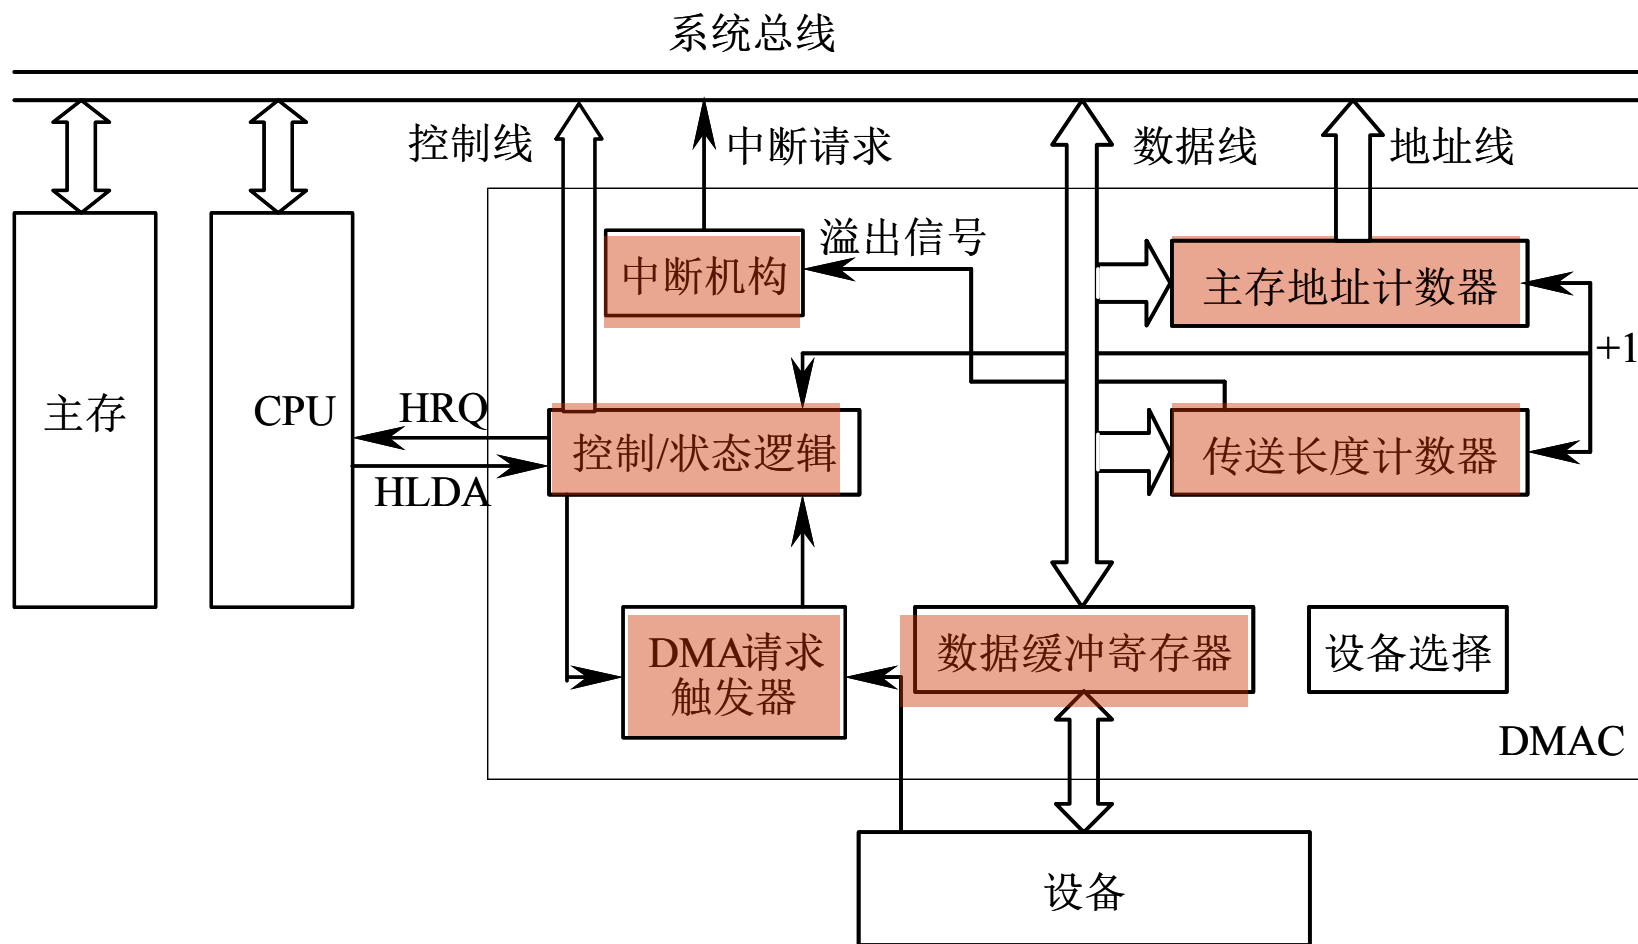 系统总线
控制线
中断请求
数据线
地址线
溢出信号
中断机构
主存地址计数器
+1
主存
CPU
HRQ
HLDA
控制/状态逻辑
传送长度计数器
DMA请求
触发器
数据缓冲寄存器
设备选择
DMAC
设备